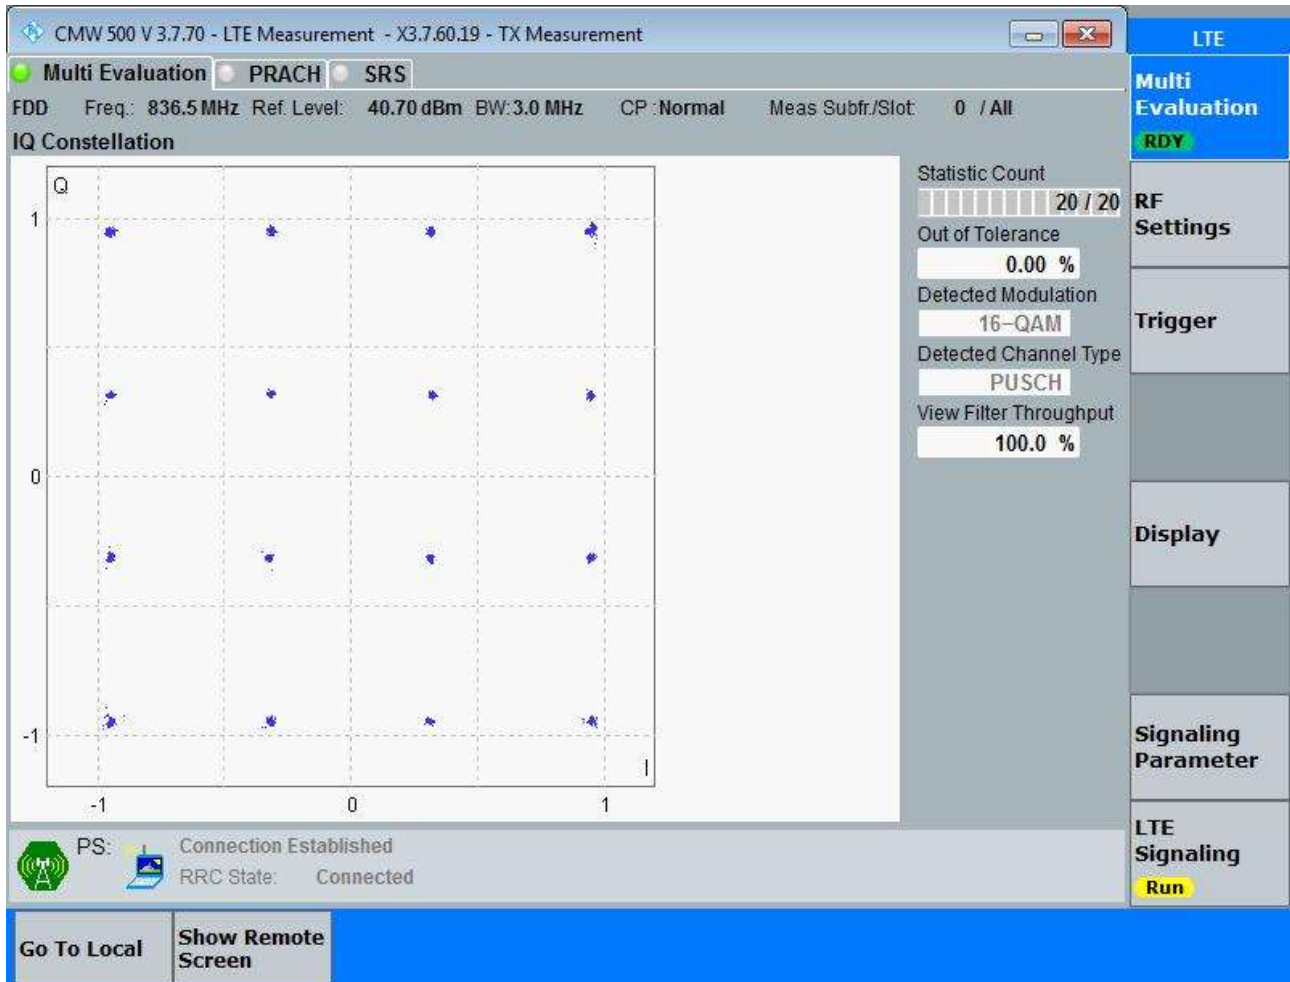 CMW 500 V 3.7.70 - LTE Measurement - X3.7.60.19 - TX Measurement
LTE
Multi Evaluation PRACH SRS
FDD Freq.: 836.5 MHz Ref. Level: 40.70 dBm BW: 3.0 MHz CP : Normal Meas Subfr./Slot: 0 / All
IQ Constellation
Q
1
0
-1
-1 0 1
I
Statistic Count
20 / 20
Out of Tolerance
0.00 %
Detected Modulation
16-QAM
Detected Channel Type
PUSCH
View Filter Throughput
100.0 %
Multi
Evaluation
RDY
RF
Settings
Trigger
Display
Signaling
Parameter
LTE
Signaling
Run
PS: Connection Established
RRC State: Connected
Go To Local
Show Remote
Screen